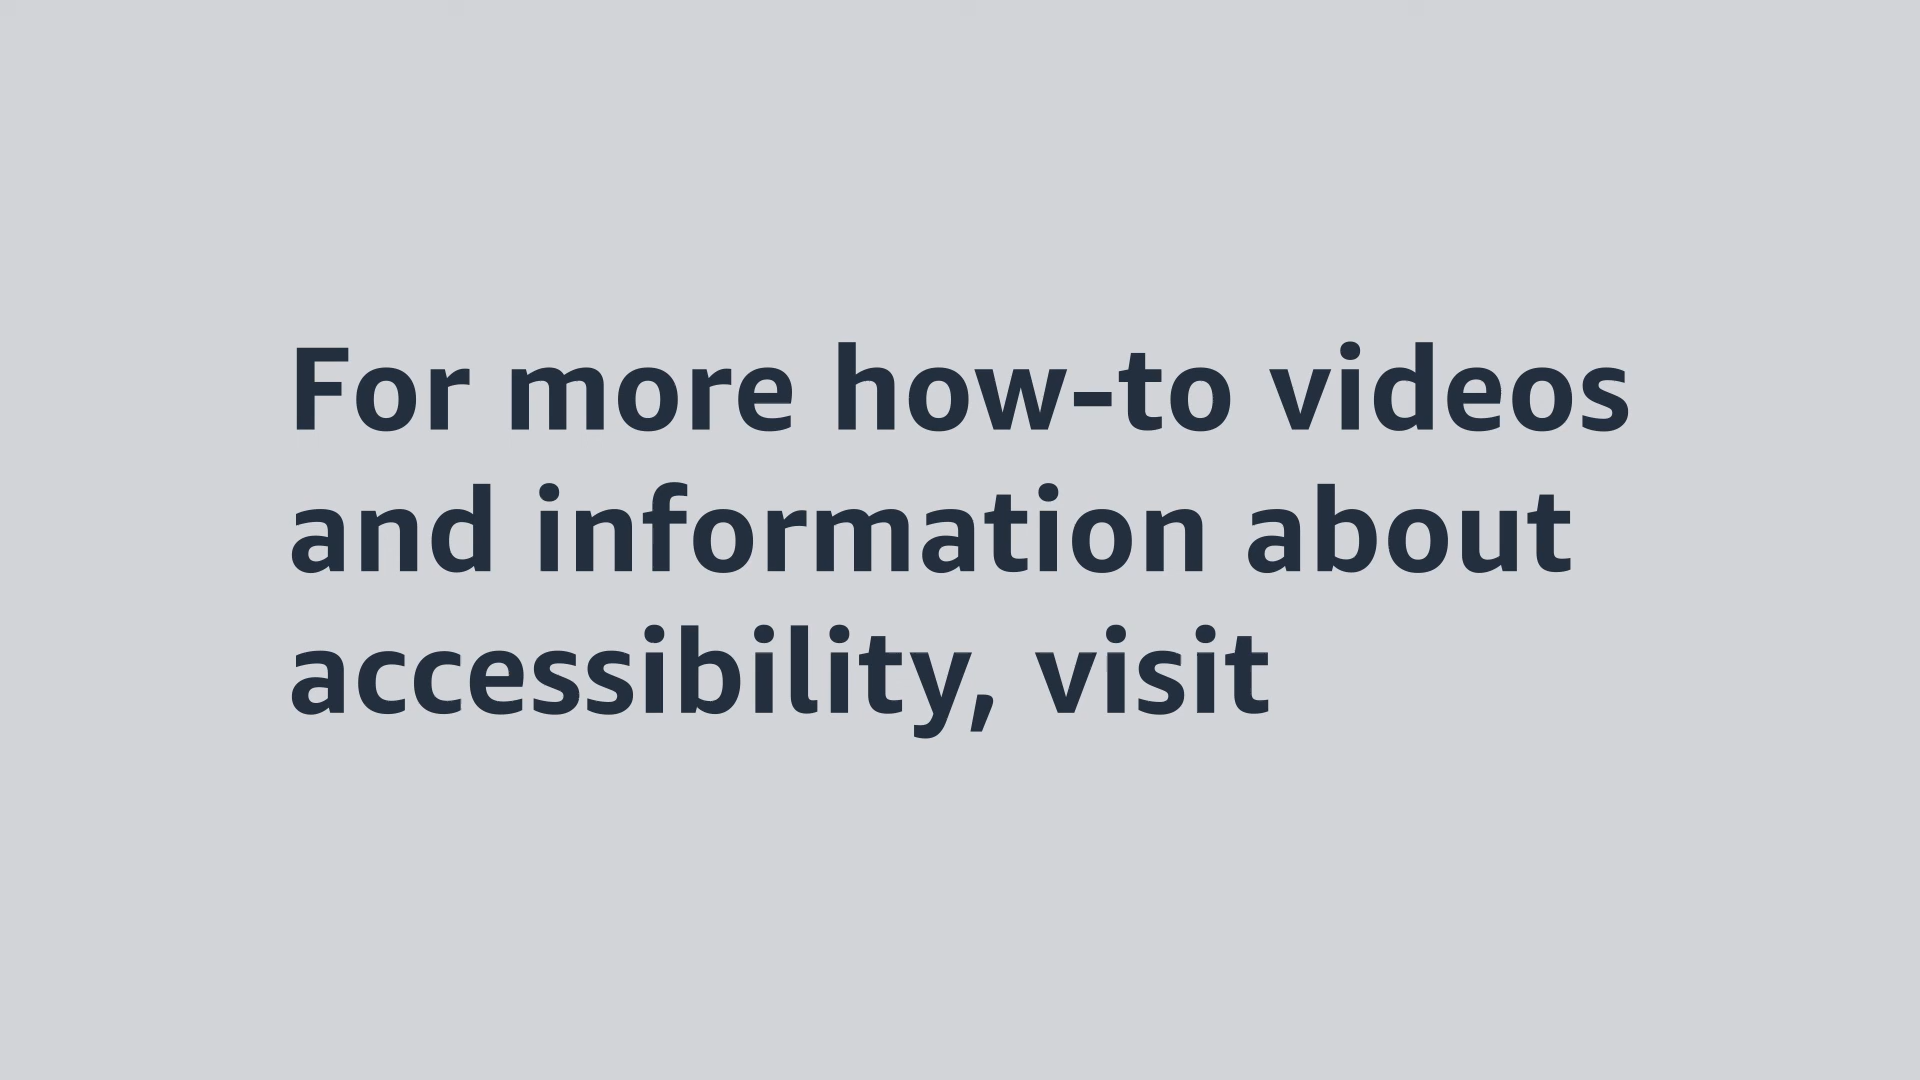 For more how-to videos
and information about
accessibility, visit